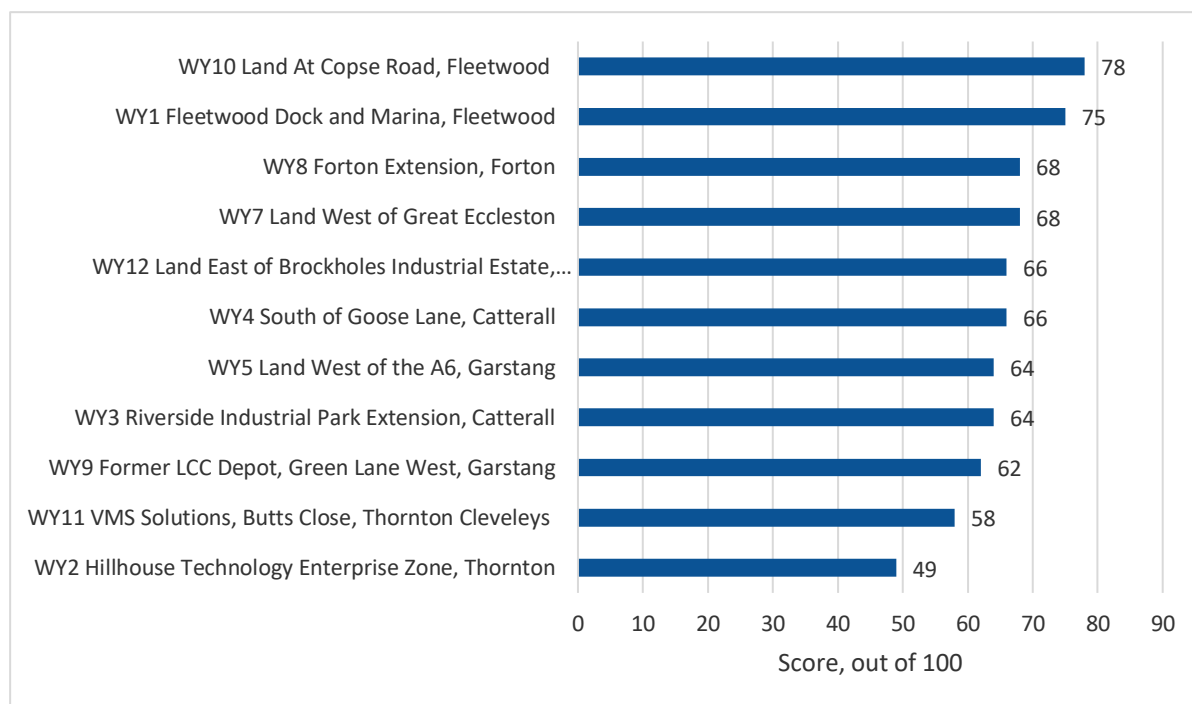 WY10 Land At Copse Road, Fleetwood 78
WY1 Fleetwood Dock and Marina, Fleetwood 75
WY8 Forton Extension, Forton 68
WY7 Land West of Great Eccleston 68
WY12 Land East of Brockholes Industrial Estate,... 66
WY4 South of Goose Lane, Catterall 66
WY5 Land West of the A6, Garstang 64
WY3 Riverside Industrial Park Extension, Catterall 64
WY9 Former LCC Depot, Green Lane West, Garstang 62
WY11 VMS Solutions, Butts Close, Thornton Cleveleys 58
WY2 Hillhouse Technology Enterprise Zone, Thornton 49
0 10 20 30 40 50 60 70 80 90
Score, out of 100